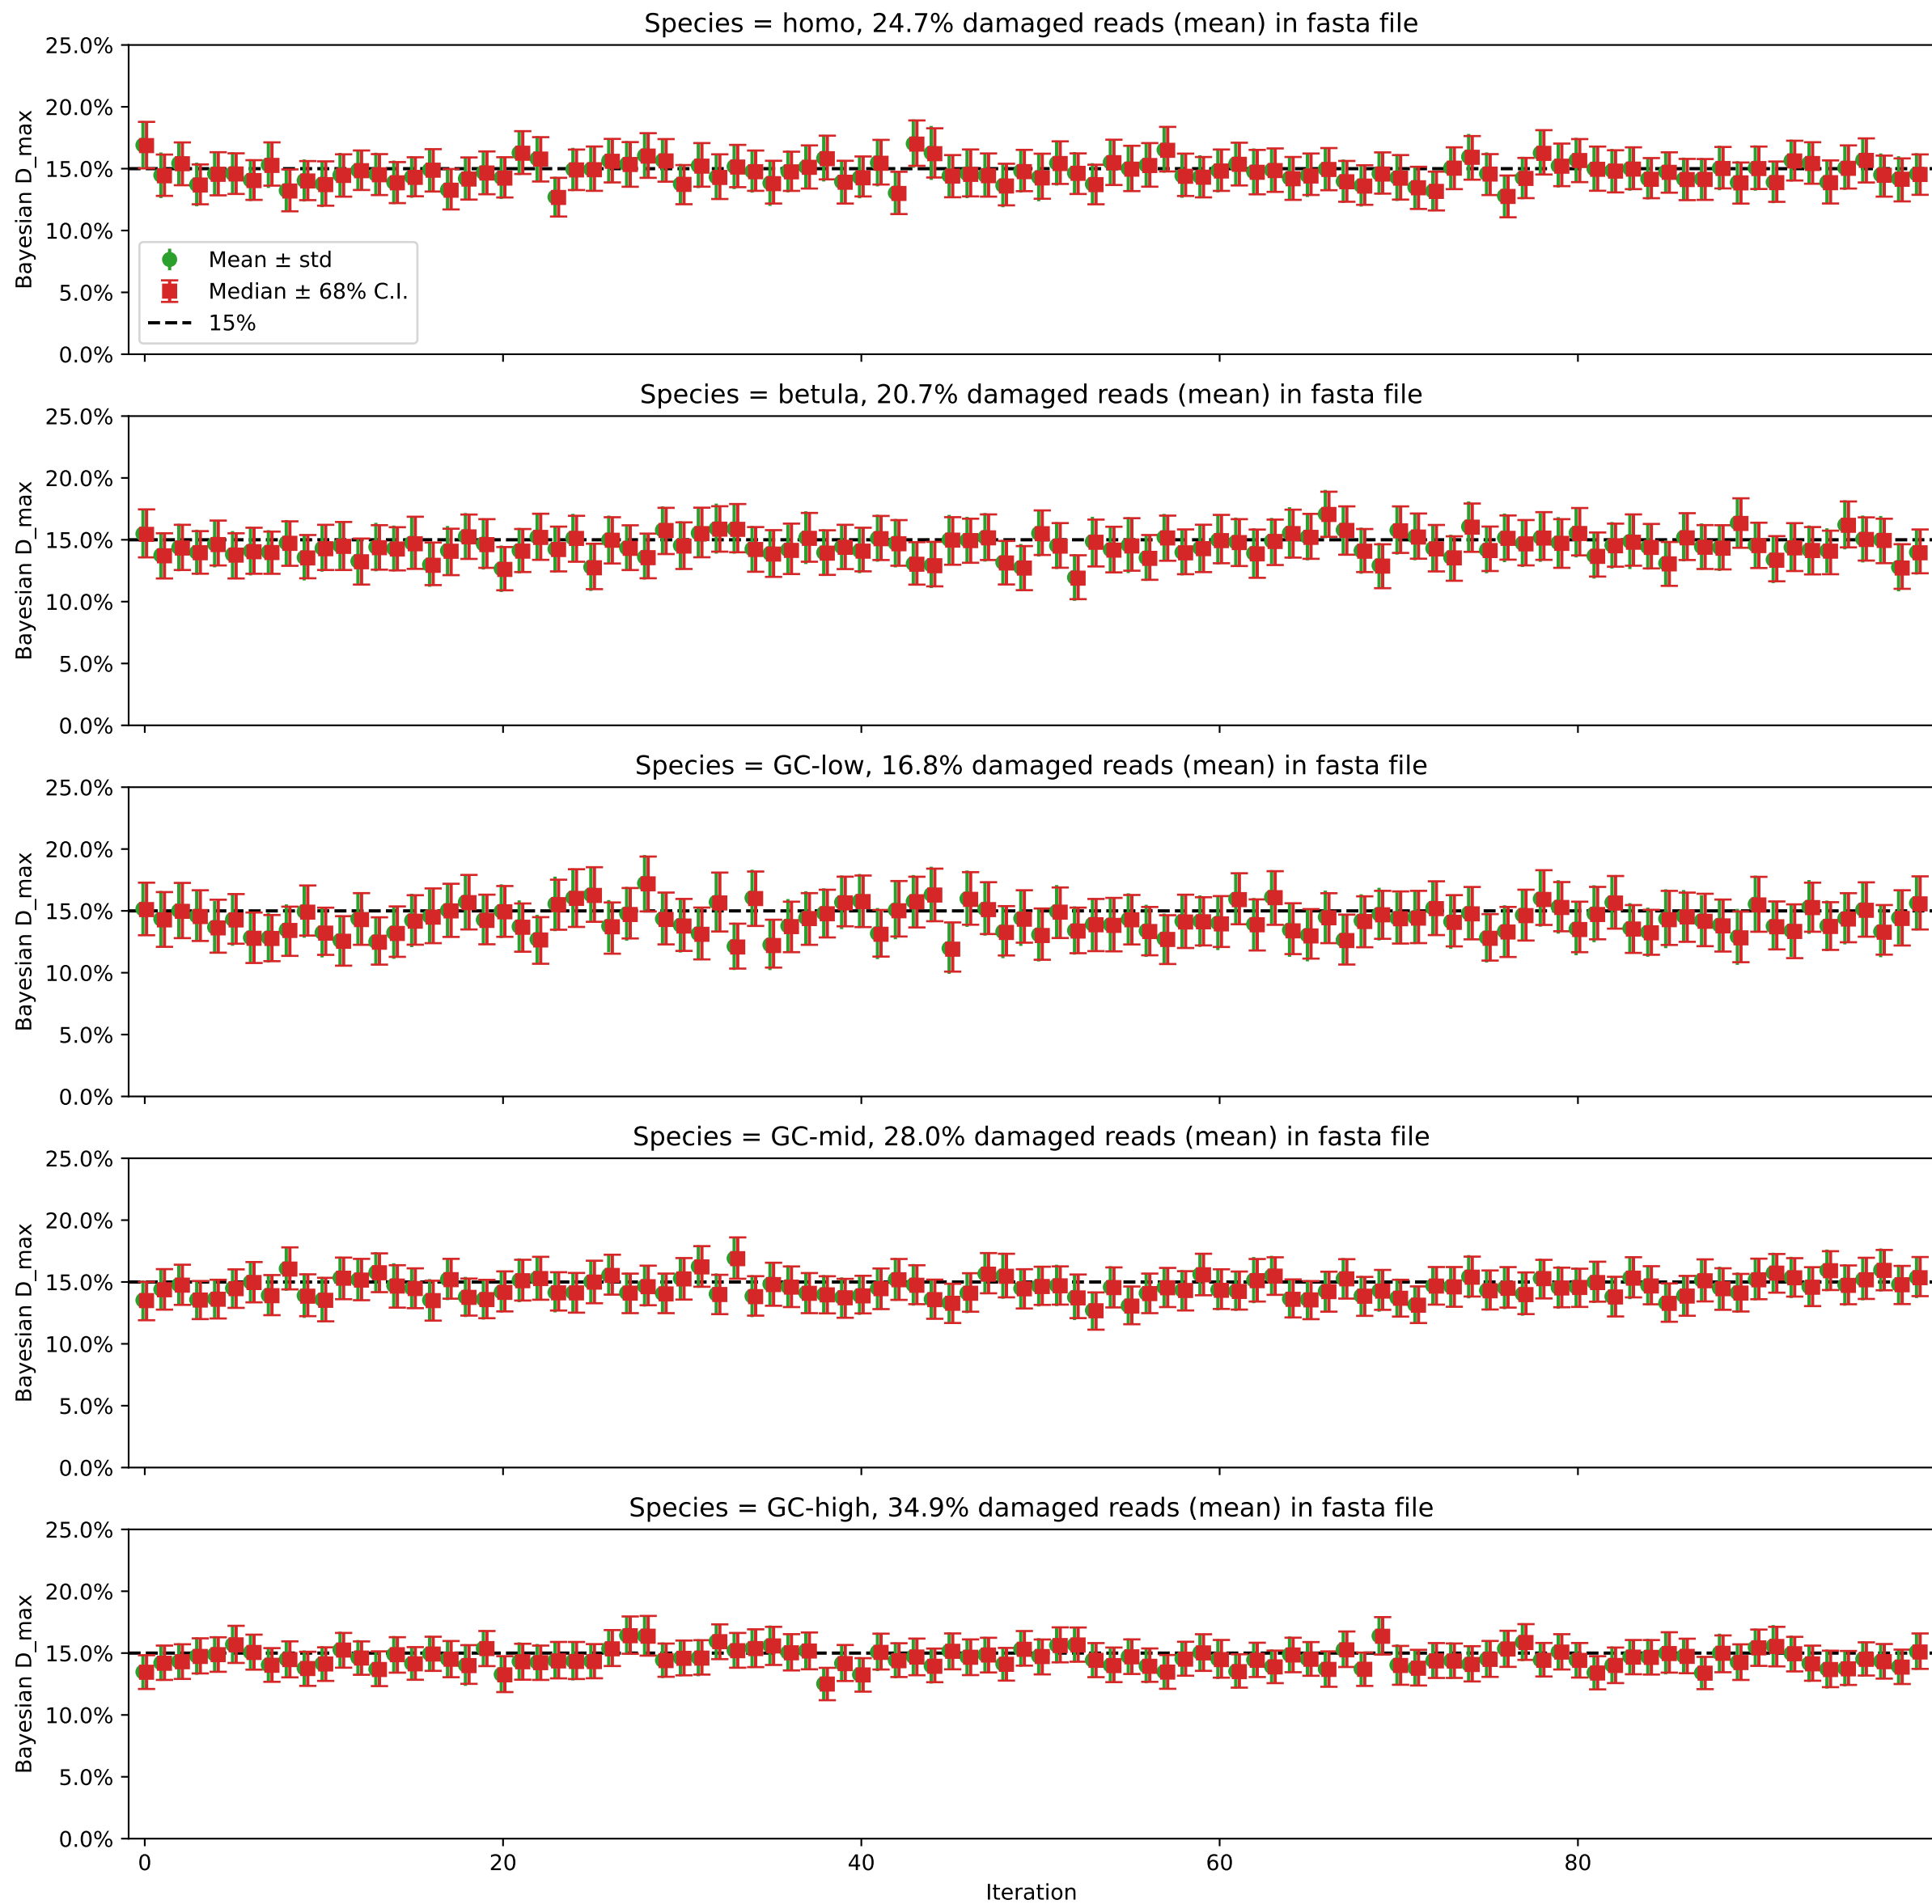 Species = homo, 24.7% damaged reads (mean) in fasta file
25.0%
20.0%
15.0%
10.0%
5.0%
0.0%
Bayesian D_max
Mean ± std
Median ± 68% C.I.
15%
Species = betula, 20.7% damaged reads (mean) in fasta file
25.0%
20.0%
15.0%
10.0%
5.0%
0.0%
Bayesian D_max
Species = GC-low, 16.8% damaged reads (mean) in fasta file
25.0%
20.0%
15.0%
10.0%
5.0%
0.0%
Bayesian D_max
Species = GC-mid, 28.0% damaged reads (mean) in fasta file
25.0%
20.0%
15.0%
10.0%
5.0%
0.0%
Bayesian D_max
Species = GC-high, 34.9% damaged reads (mean) in fasta file
25.0%
20.0%
15.0%
10.0%
5.0%
0.0%
Bayesian D_max
0 20 40 60 80
Iteration